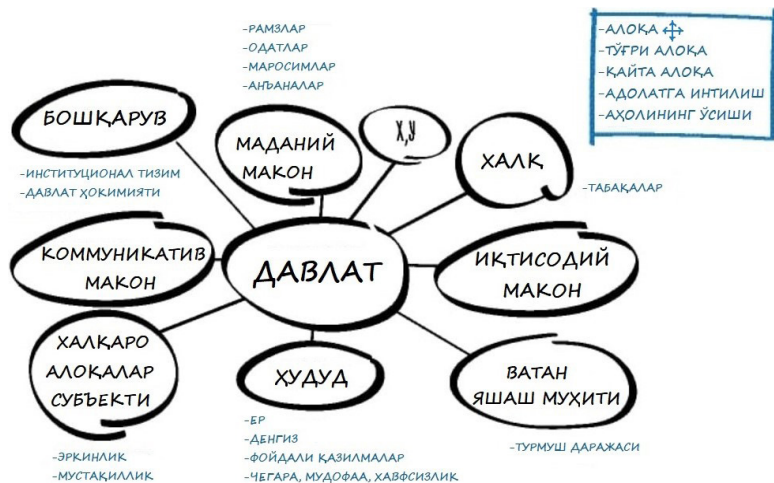 -РАМЗЛАР
-ОДАТЛАР
-МАРОСИМЛАР
-АНЪАНАЛАР
-АЛОҚА
-ТЎҒРИ АЛОҚА
-ҚАЙТА АЛОҚА
-АДОЛАТГА ИНТИЛИШ
-АҲОЛИНИНГ ЎСИШИ
БОШҚАРУВ
-ИНСТИТУЦИОНАЛ ТИЗИМ
-ДАВЛАТ ҲОКИМИЯТИ
МАДАНИЙ
МАКОН
Х,У
ХАЛҚ
-ТАБАҚАЛАР
КОММУНИКАТИВ
МАКОН
ДАВЛАТ
ИҚТИСОДИЙ
МАКОН
ХАЛҚАРО
АЛОҚАЛАР
СУБЪЕКТИ
-ЭРКИНЛИК
-МУСТАҚИЛЛИК
ҲУДУД
-ЕР
-ДЕНГИЗ
-ФОЙДАЛИ ҚАЗИЛМАЛАР
-ЧЕГАРА, МУДОФАА, ХАВФСИЗЛИК
ВАТАН
ЯШАШ МУҲИТИ
-ТУРМУШ ДАРАЖАСИ